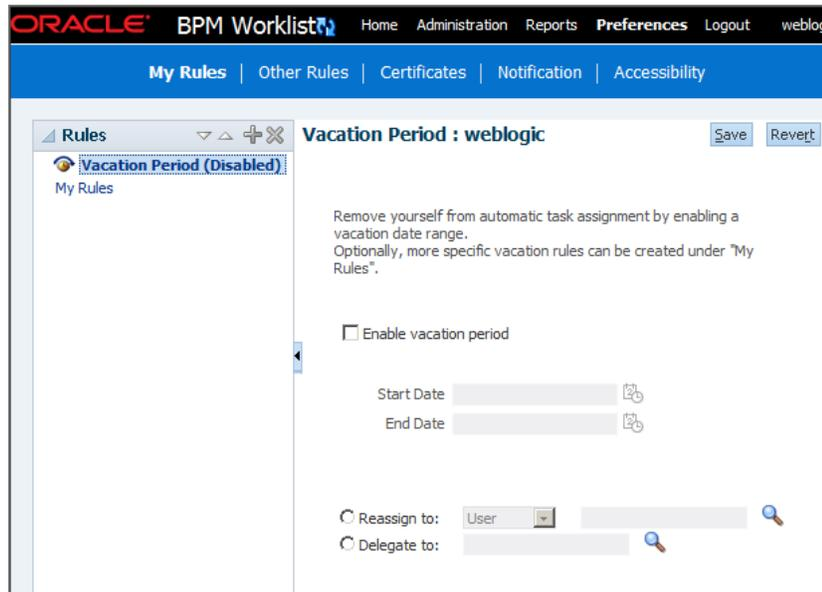 ORACLE BPM Worklist Home Administration Reports Preferences Logout weblog
My Rules | Other Rules | Certificates | Notification | Accessibility
Rules
Vacation Period (Disabled)
My Rules
Vacation Period : weblogic Save Revert
Remove yourself from automatic task assignment by enabling a
vacation date range.
Optionally, more specific vacation rules can be created under "My
Rules".
Enable vacation period
Start Date
End Date
Reassign to: User
Delegate to: